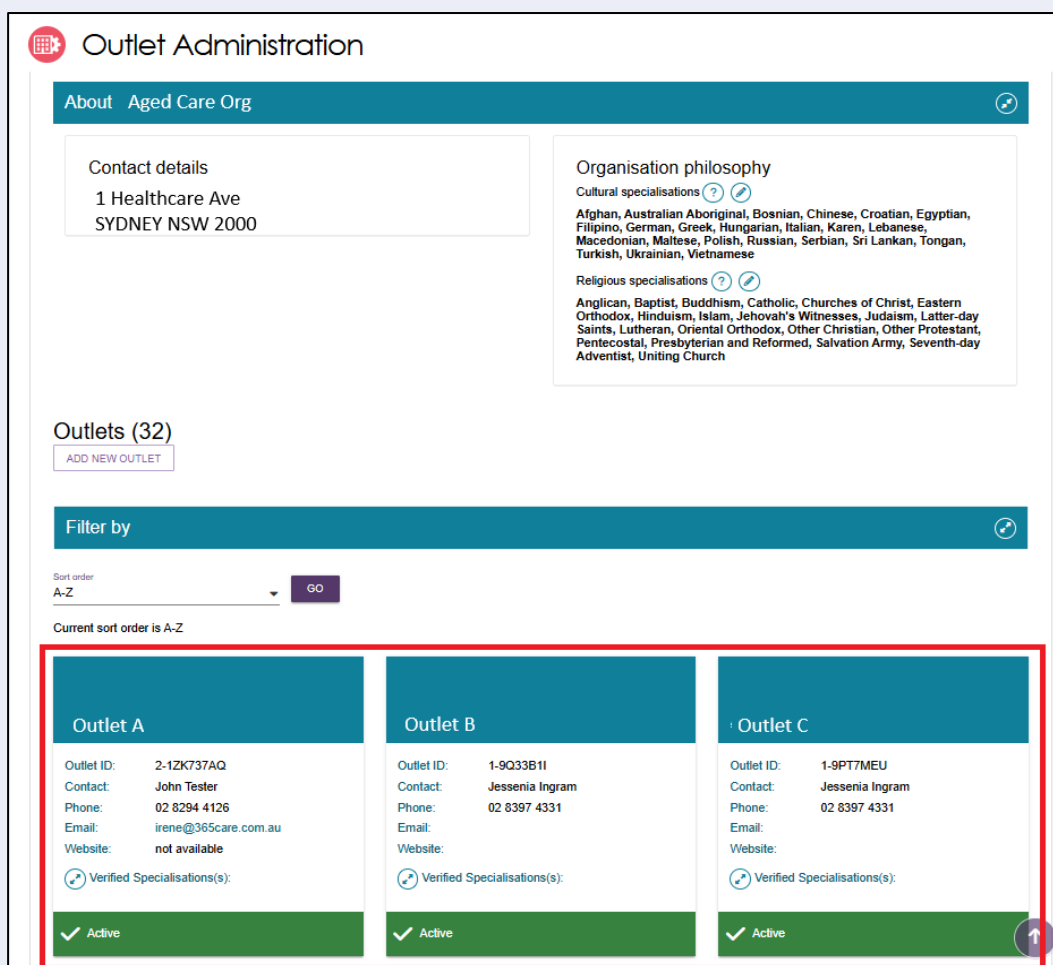 Outlet Administration
About Aged Care Org
Contact details
1 Healthcare Ave
SYDNEY NSW 2000
Organisation philosophy
Cultural specialisations ?
Afghan, Australian Aboriginal, Bosnian, Chinese, Croatian, Egyptian,
Filipino, German, Greek, Hungarian, Italian, Karen, Lebanese,
Macedonian, Maltese, Polish, Russian, Serbian, Sri Lankan, Tongan,
Turkish, Ukrainian, Vietnamese
Religious specialisations ?
Anglican, Baptist, Buddhism, Catholic, Churches of Christ, Eastern
Orthodox, Hinduism, Islam, Jehovah's Witnesses, Judaism, Latter-day
Saints, Lutheran, Oriental Orthodox, Other Christian, Other Protestant,
Pentecostal, Presbyterian and Reformed, Salvation Army, Seventh-day
Adventist, Uniting Church
Outlets (32)
ADD NEW OUTLET
Filter by
Sort order
A-Z
GO
Current sort order is A-Z
Outlet A
Outlet ID: 2-1ZK737AQ
Contact: John Tester
Phone: 02 8294 4126
Email: irene@365care.com.au
Website: not available
Verified Specialisations(s):
Active
Outlet B
Outlet ID: 1-9Q33B1I
Contact: Jessenia Ingram
Phone: 02 8397 4331
Email:
Website:
Verified Specialisations(s):
Active
Outlet C
Outlet ID: 1-9PT7MEU
Contact: Jessenia Ingram
Phone: 02 8397 4331
Email:
Website:
Verified Specialisations(s):
Active